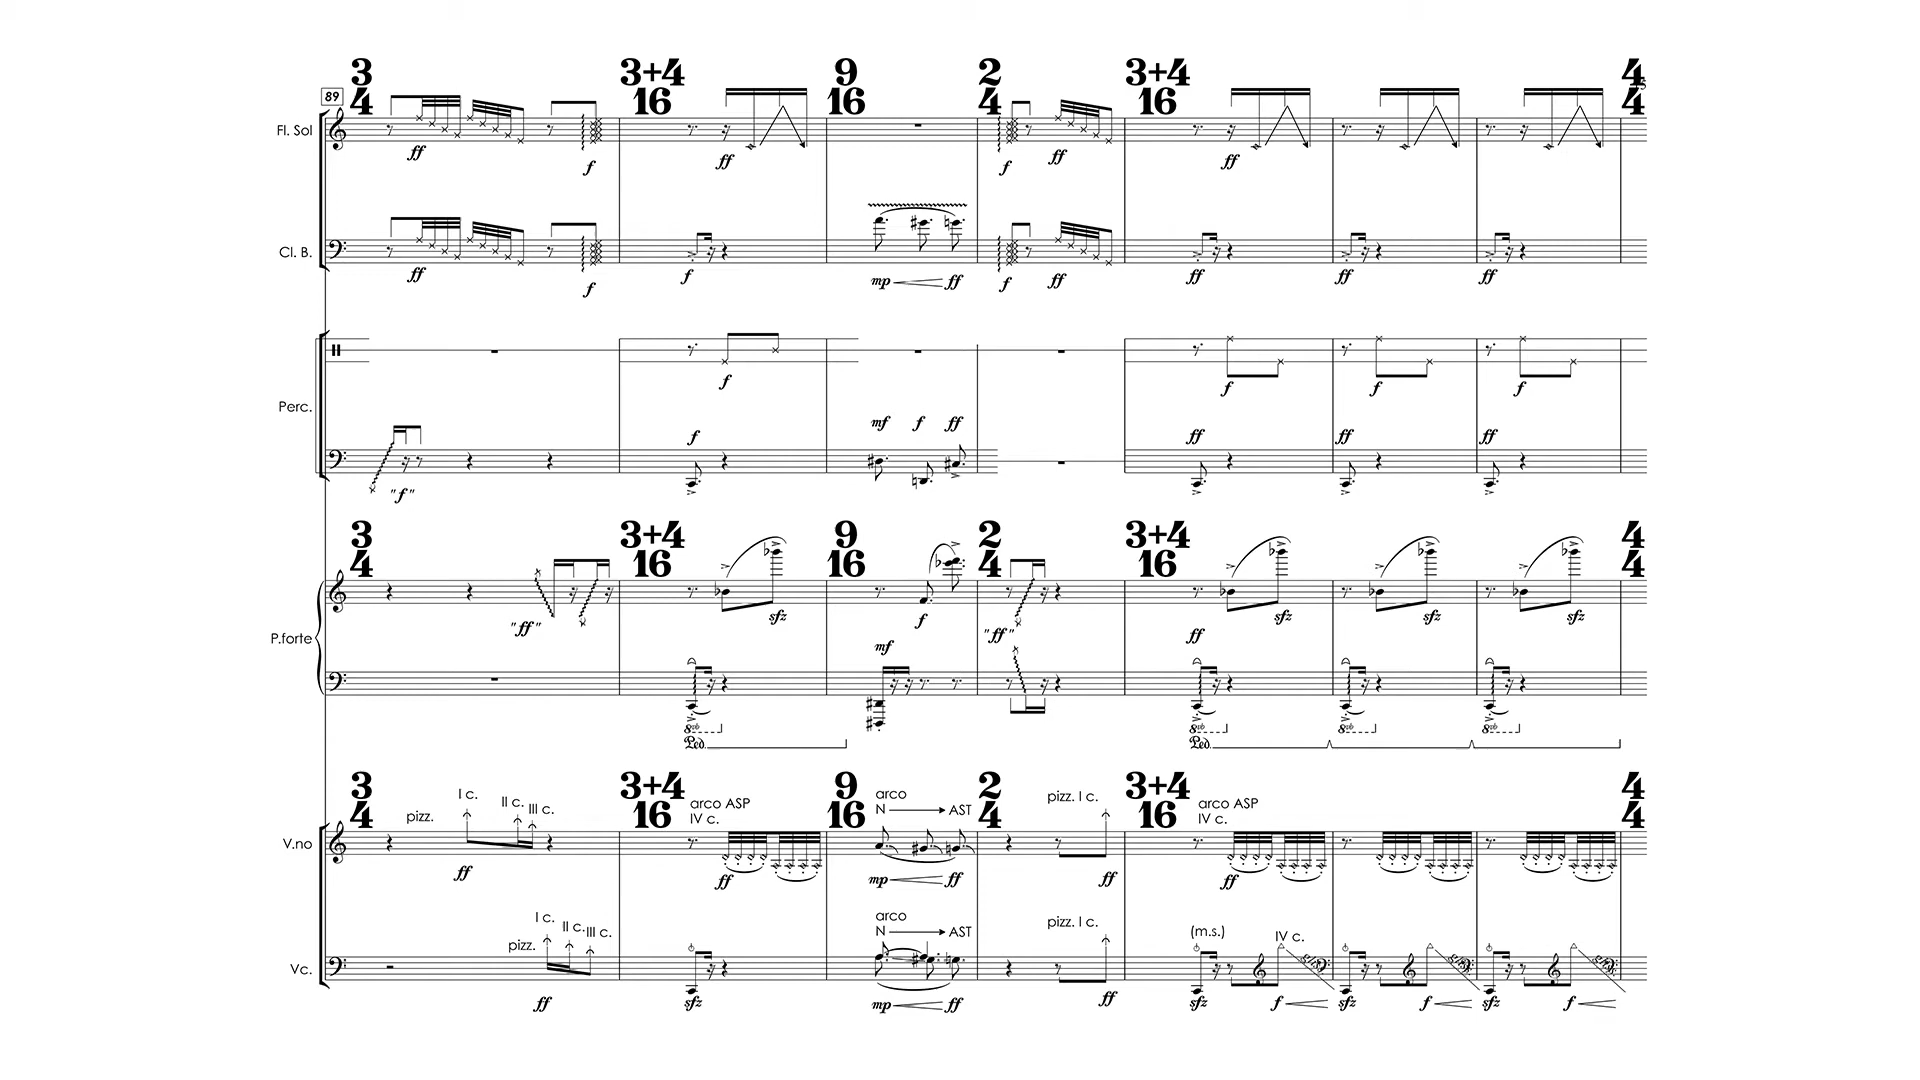 3 3+4 9 2 3+4 4
4 16 16 4 16 4
89
Fl. Sol
ff f ff f ff ff
Cl. B.
ff f f mp ff f ff ff ff ff
f f f f
Perc.
f mf f ff ff ff ff
"f"
3 3+4 9 2 3+4 4
4 16 16 4 16 4
"ff" sfz f "ff" sfz sfz sfz
P.forte
mf ff
8vb 8vb 8vb 8vb
Ped. Ped.
3 3+4 9 2 3+4 4
4 16 16 4 16 4
pizz. I c. II c. III c. arco ASP arco pizz. I c. arco ASP
IV c. N AST IV c.
V.no
ff ff mp ff ff ff
pizz. I c. II c. III c. arco pizz. I c. (m.s.) IV c.
N AST
Vc.
ff sfz mp ff ff sfz f sfz f sfz f